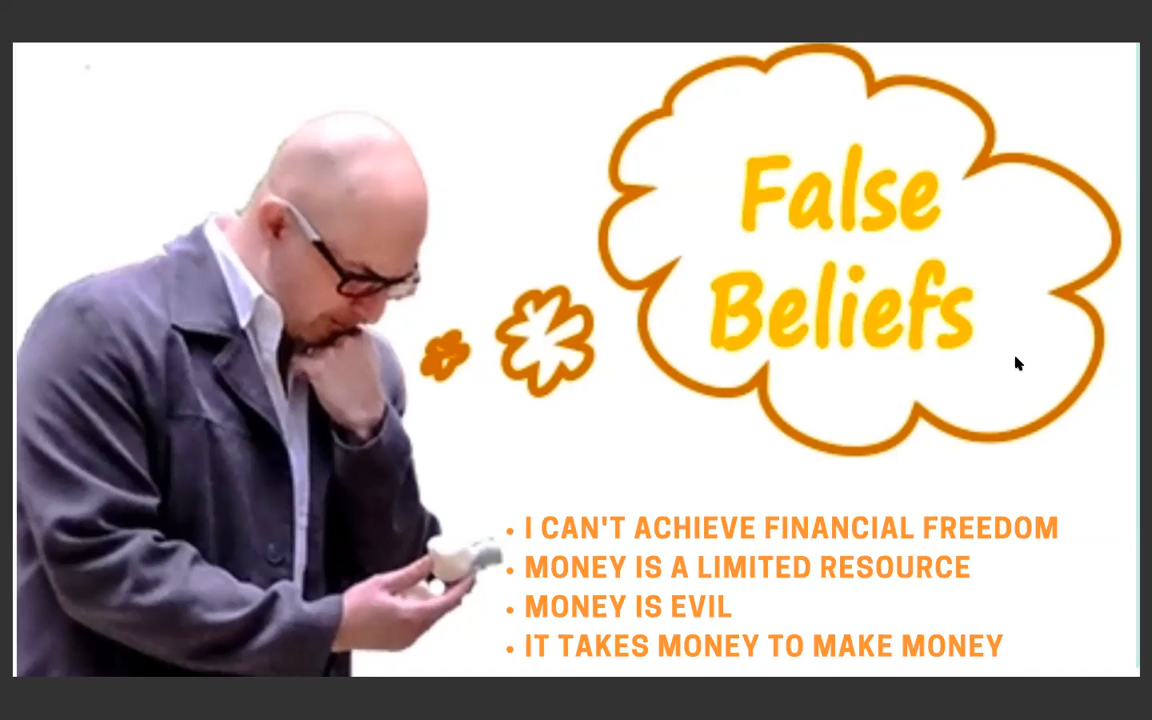 False
Beliefs
• I CAN'T ACHIEVE FINANCIAL FREEDOM
• MONEY IS A LIMITED RESOURCE
• MONEY IS EVIL
• IT TAKES MONEY TO MAKE MONEY